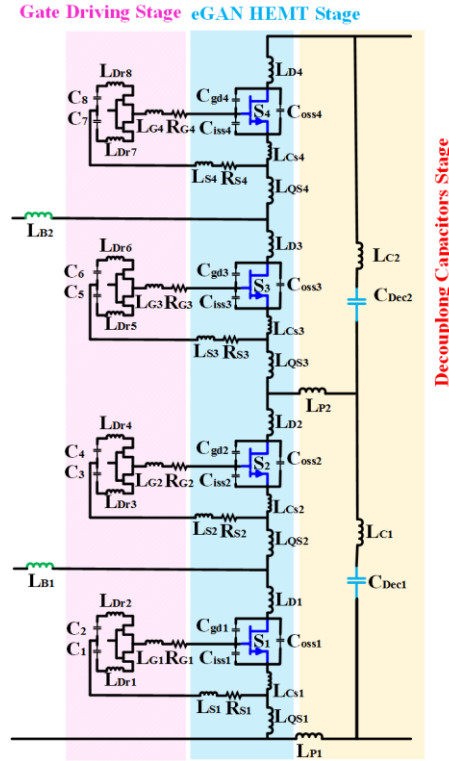 Gate Driving Stage eGAN HEMT Stage
LDr8
LD4
C8
Cgd4
C7
S4
Coss4
LG4 RG4
Ciss4
LDr7
LCs4
LS4 RS4
LQS4
LB2
LDr6
LD3
LC2
C6
Cgd3
C5
S3
Coss3
CDec2
LG3 RG3
Ciss3
LDr5
LCs3
LS3 RS3
LQS3
LP2
LDr4
LD2
C4
Cgd2
C3
S2
Coss2
LG2 RG2
Ciss2
LDr3
LCs2
LS2 RS2
LQS2
LC1
LB1
CDec1
LDr2
LD1
C2
Cgd1
C1
S1
Coss1
LG1 RG1
Ciss1
LDr1
LCs1
LS1 RS1
LQS1
LP1
Decouplong Capacitors Stage